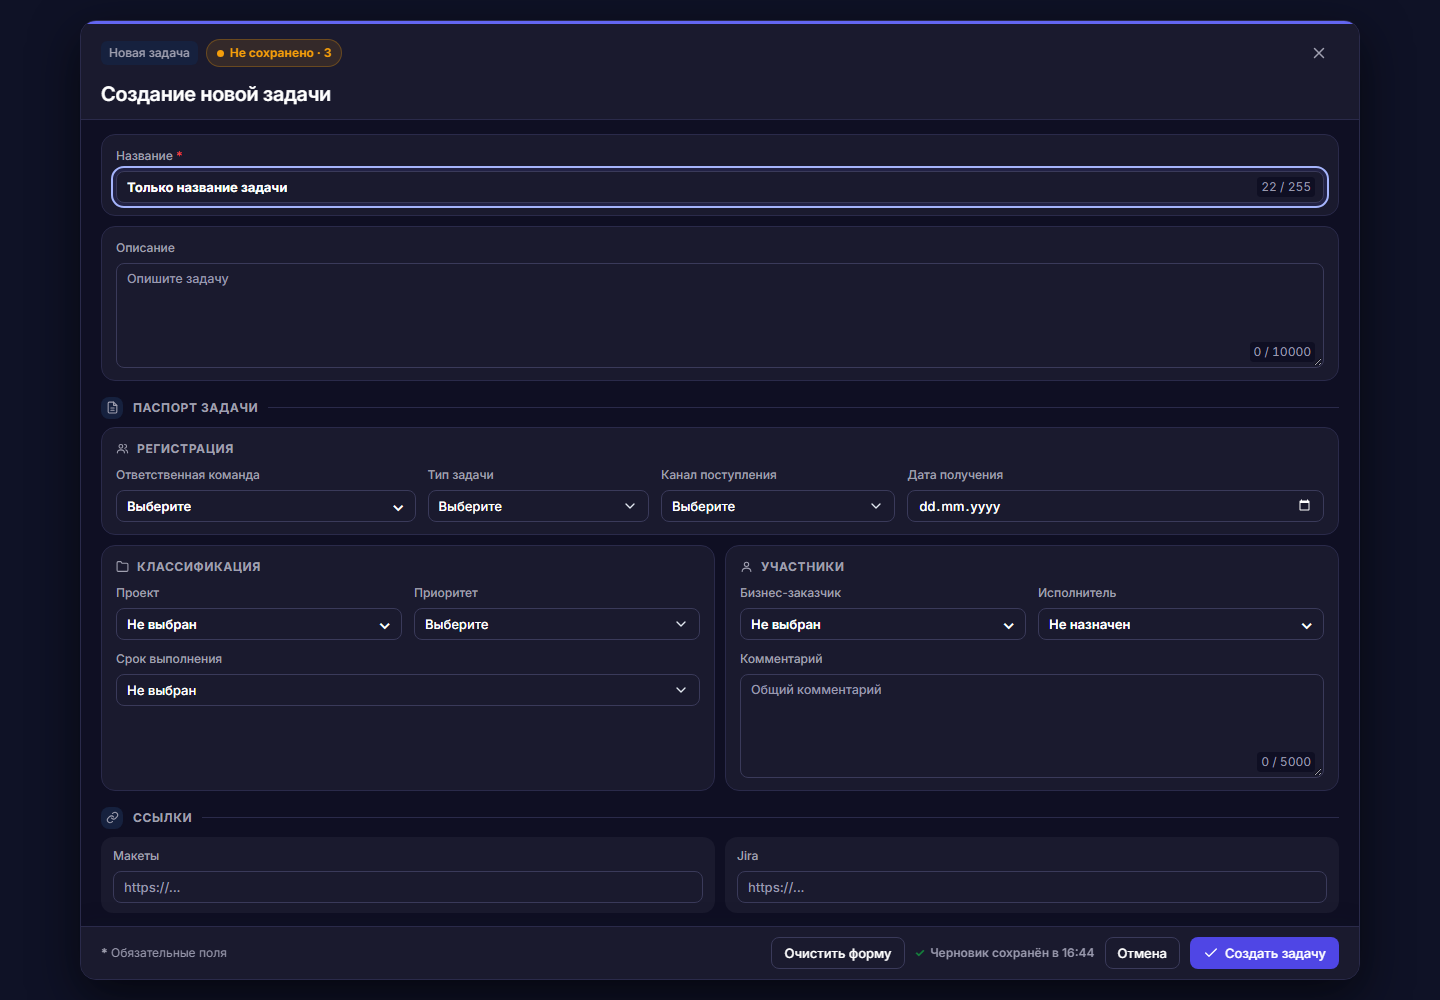 Новая задача
Не сохранено · 3
Создание новой задачи
Название *
Только название задачи
22 / 255
Описание
Опишите задачу
0 / 10000
ПАСПОРТ ЗАДАЧИ
РЕГИСТРАЦИЯ
Ответственная команда
Тип задачи
Канал поступления
Дата получения
Выберите
Выберите
Выберите
dd.mm.yyyy
КЛАССИФИКАЦИЯ
Проект
Приоритет
Не выбран
Выберите
Срок выполнения
Не выбран
УЧАСТНИКИ
Бизнес-заказчик
Исполнитель
Не выбран
Не назначен
Комментарий
Общий комментарий
0 / 5000
ССЫЛКИ
Макеты
https://...
Jira
https://...
* Обязательные поля
Очистить форму
Черновик сохранён в 16:44
Отмена
Создать задачу